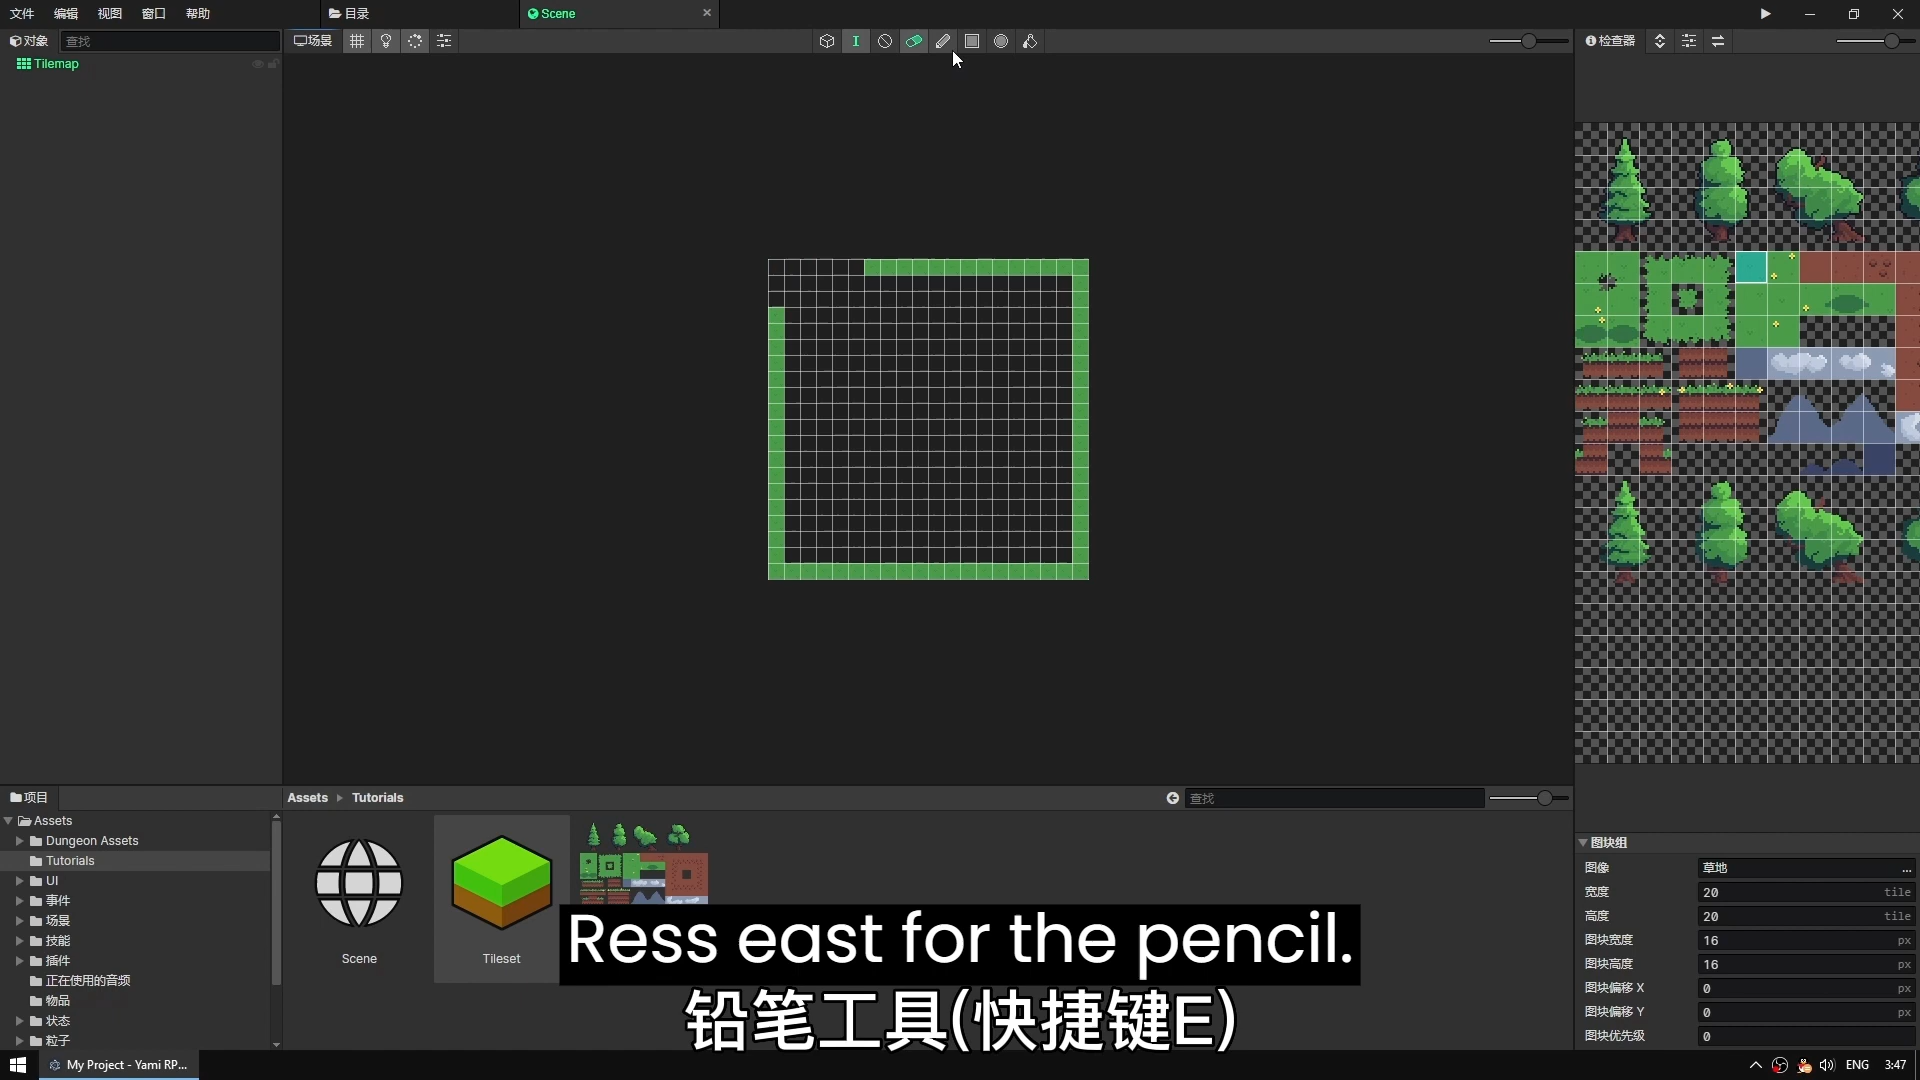 文件 编辑 视图 窗口 帮助 目录 Scene
对象 查找 场景 检查器
Tilemap
项目 Assets Tutorials 查找
Assets
Dungeon Assets
Tutorials
UI
事件
场景
技能
插件
正在使用的音频
物品
状态
粒子
Scene
Tileset
图块组
图像 草地 ...
宽度 20 tile
高度 20 tile
图块宽度 16 px
图块高度 16 px
图块偏移 X 0 px
图块偏移 Y 0 px
图块优先级 0
Ress east for the pencil.
铅笔工具(快捷键E)
My Project - Yami RP... ENG 3:47